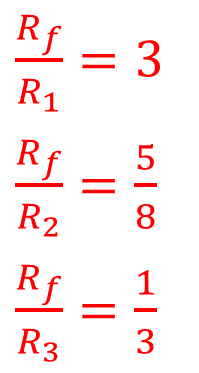 R_f/R_1 = 3
R_f/R_2 = 5/8
R_f/R_3 = 1/3